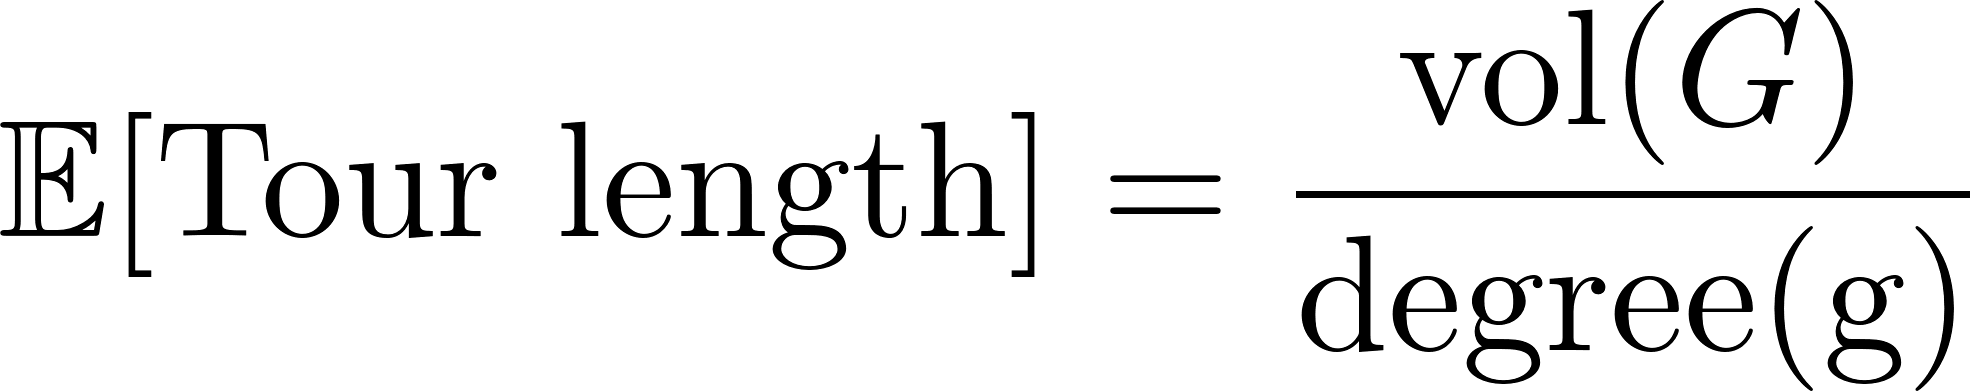 𝔼[Tour length] = vol(G) / degree(g)